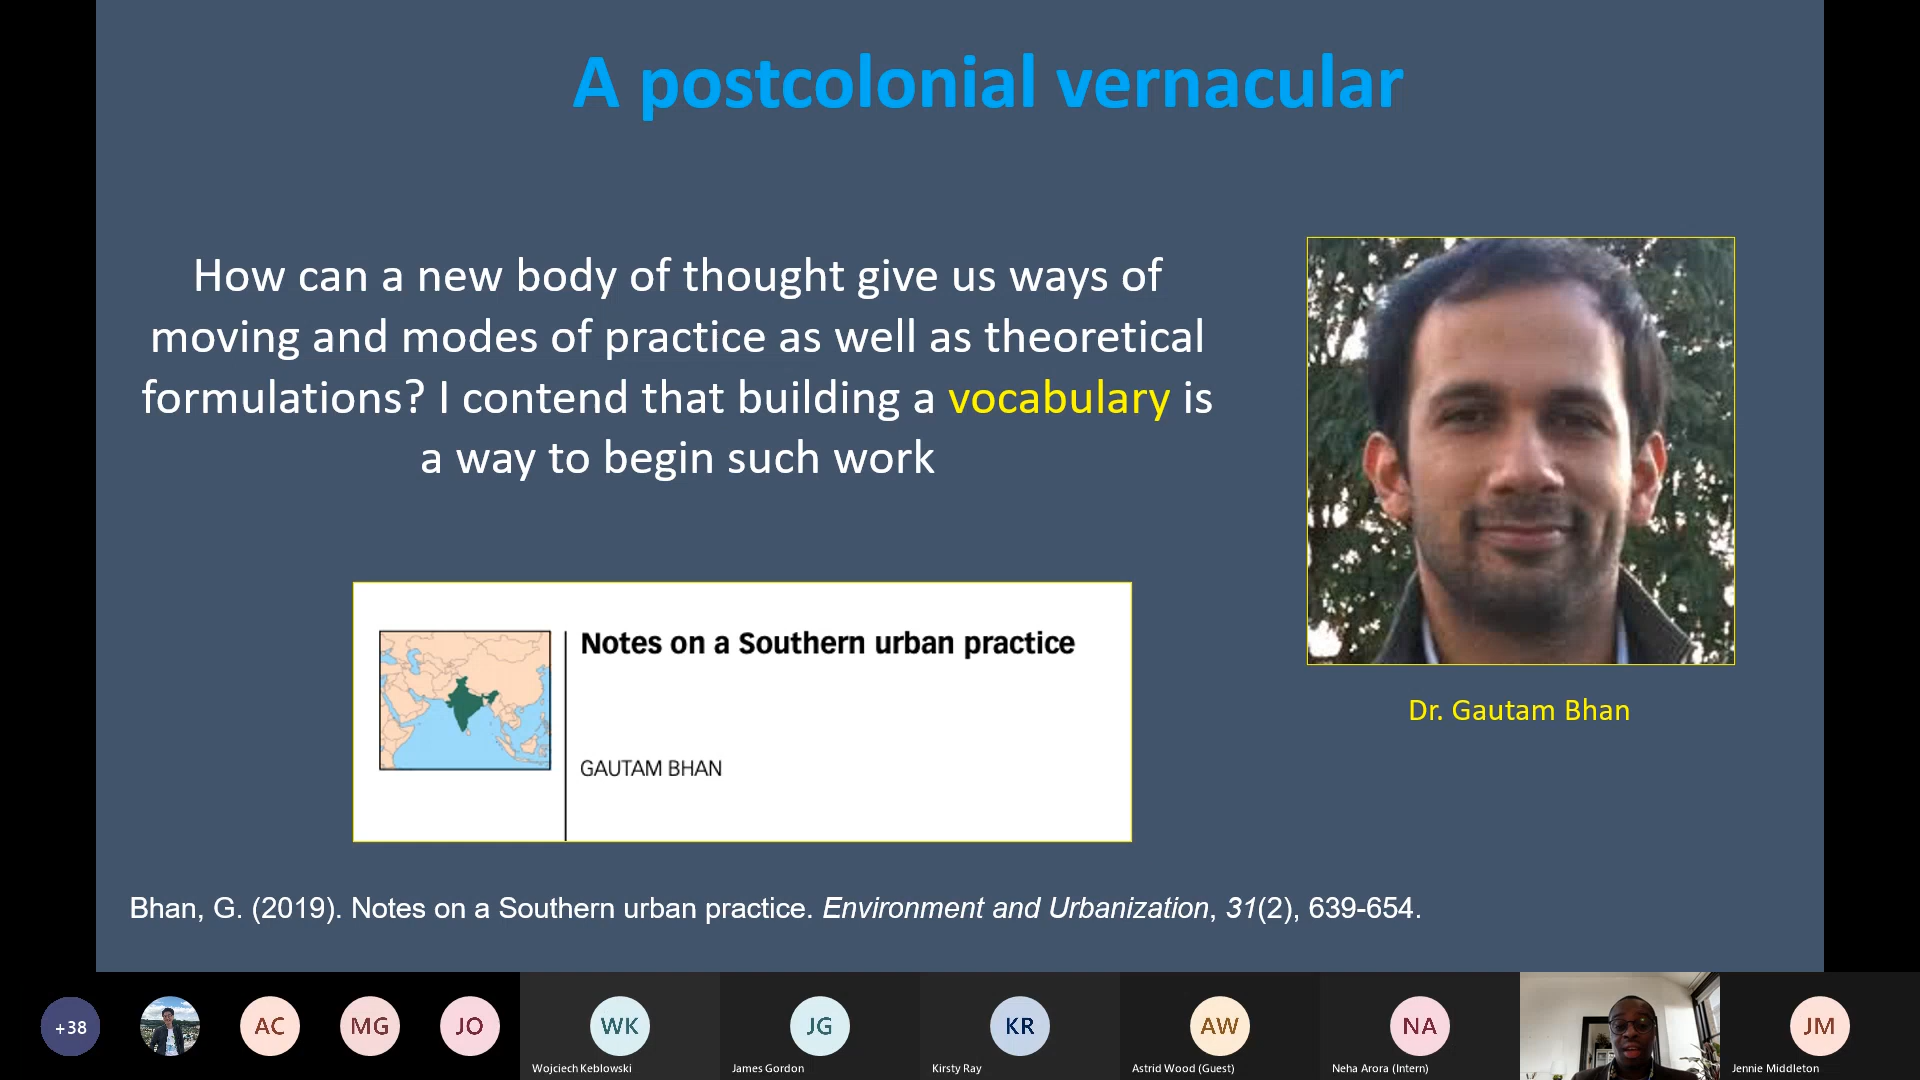 A postcolonial vernacular
How can a new body of thought give us ways of
moving and modes of practice as well as theoretical
formulations? I contend that building a vocabulary is
a way to begin such work
Dr. Gautam Bhan
Notes on a Southern urban practice
GAUTAM BHAN
Bhan, G. (2019). Notes on a Southern urban practice. Environment and Urbanization, 31(2), 639-654.
+38
AC
MG
JO
WK
Wojciech Keblowski
JG
James Gordon
KR
Kirsty Ray
AW
Astrid Wood (Guest)
NA
Neha Arora (Intern)
JM
Jennie Middleton